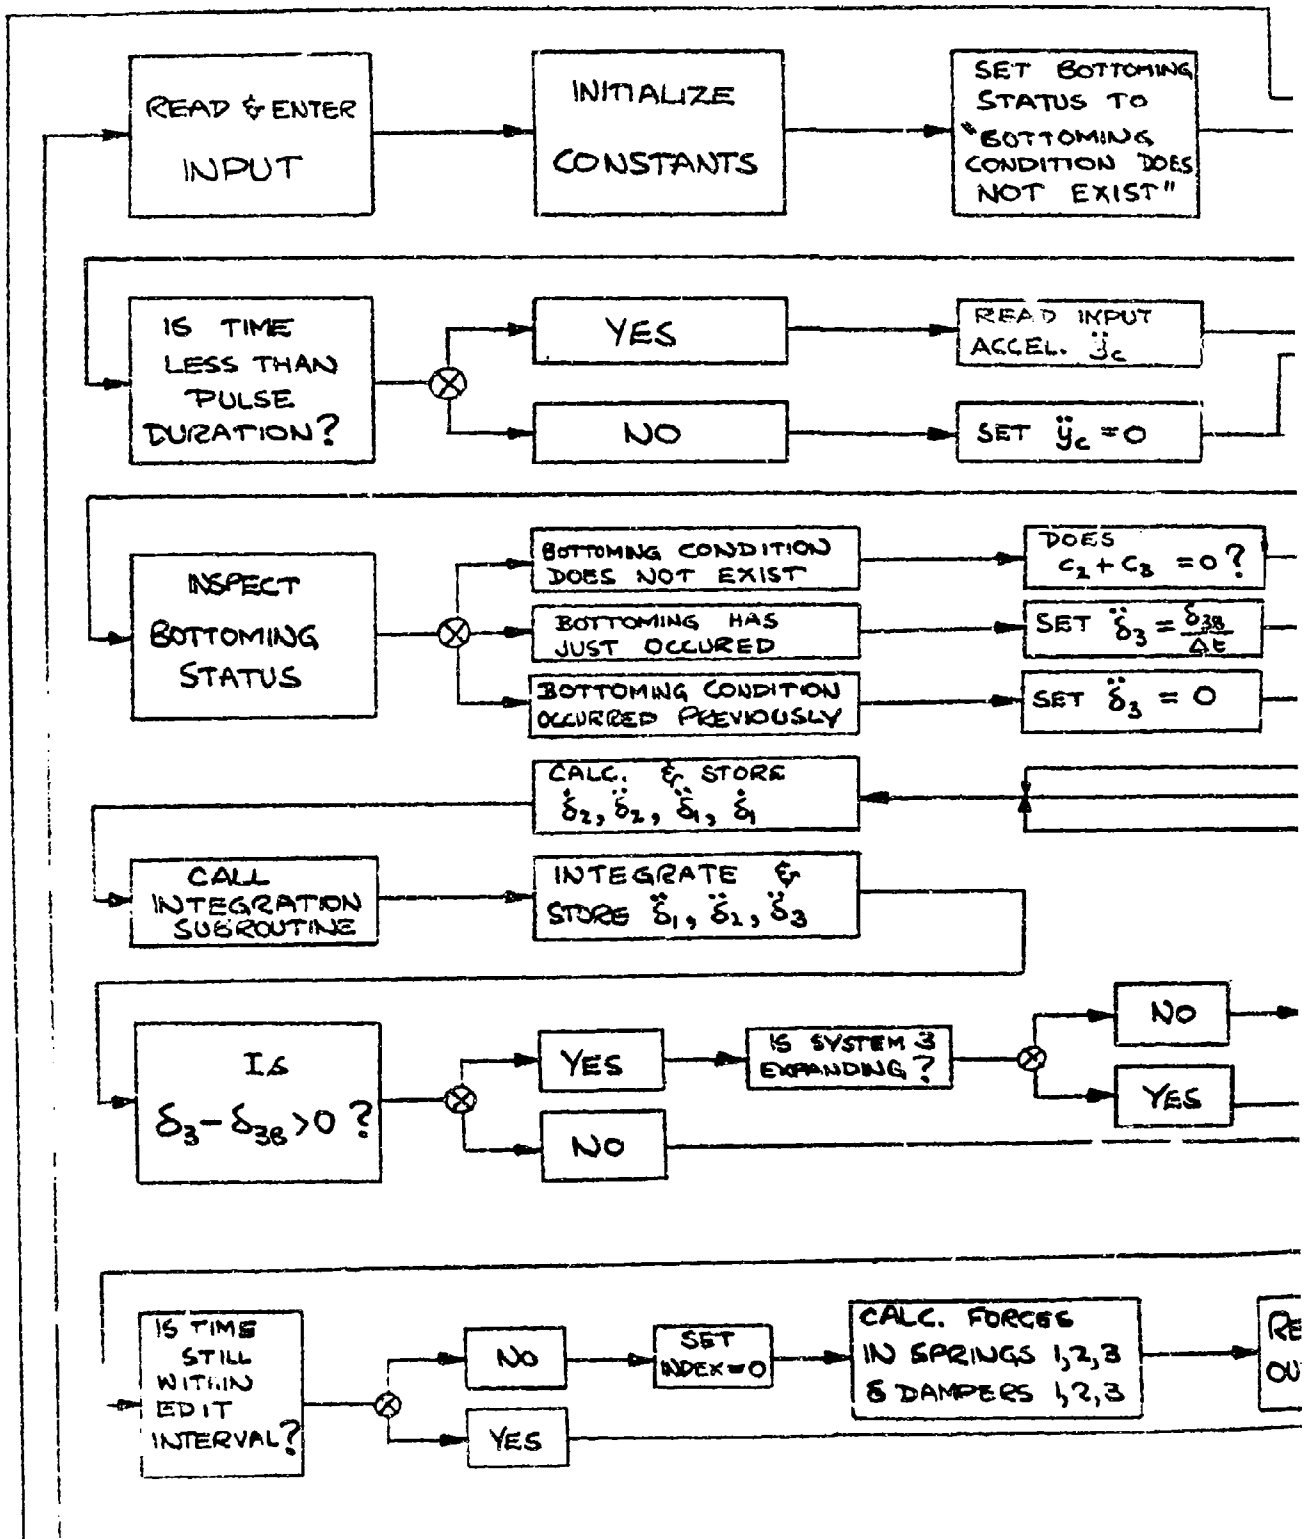 READ & ENTER
INPUT
INITIALIZE
CONSTANTS
SET BOTTOMING
STATUS TO
"BOTTOMING
CONDITION DOES
NOT EXIST"
IS TIME
LESS THAN
PULSE
DURATION?
YES
READ INPUT
ACCEL. ÿc
NO
SET ÿc = 0
INSPECT
BOTTOMING
STATUS
BOTTOMING CONDITION
DOES NOT EXIST
DOES
C₂ + C₃ = 0 ?
BOTTOMING HAS
JUST OCCURED
SET δ̈₃ = δ̇₃B/Δt
BOTTOMING CONDITION
OCCURRED PREVIOUSLY
SET δ̈₃ = 0
CALC. & STORE
δ̇₂, δ̈₂, δ̈₁, δ̇₁
CALL
INTEGRATION
SUBROUTINE
INTEGRATE &
STORE δ̈₁, δ̈₂, δ̈₃
IS
δ₃ - δ₃B > 0 ?
YES
IS SYSTEM 3
EXPANDING ?
NO
YES
NO
IS TIME
STILL
WITHIN
EDIT
INTERVAL?
NO
SET
INDEX = 0
CALC. FORCES
IN SPRINGS 1,2,3
& DAMPERS 1,2,3
RE
OU
YES